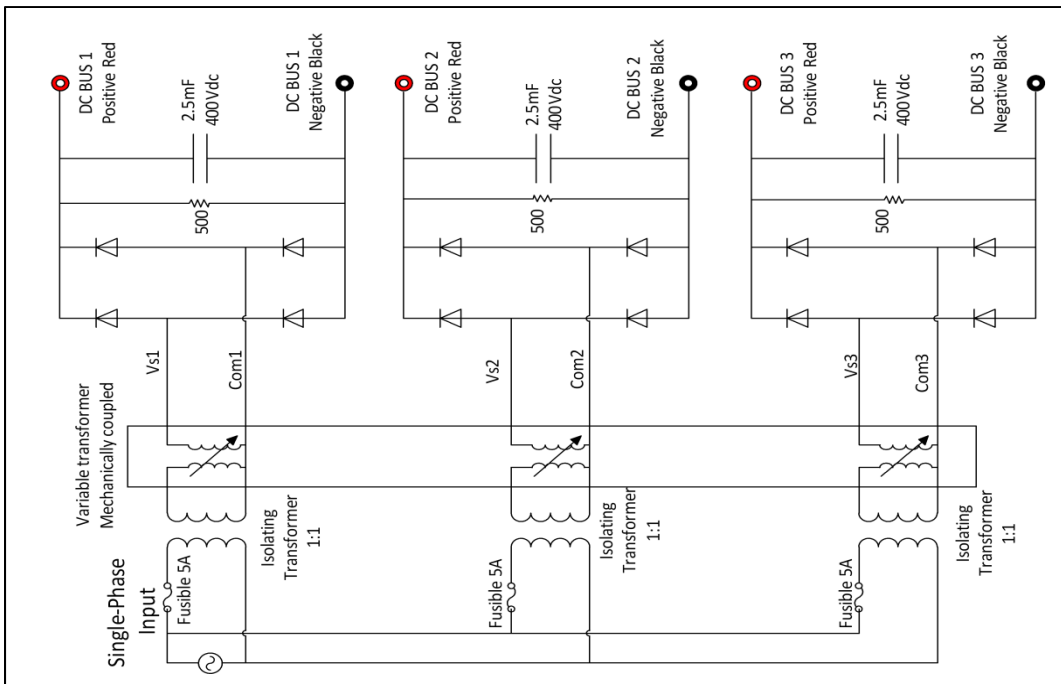 Single-Phase
Input
Fusible 5A
Isolating
Transformer
1:1
Variable transformer
Mechanically coupled
Vs1
Com1
500
2.5mF
400Vdc
DC BUS 1
Positive Red
DC BUS 1
Negative Black
Fusible 5A
Isolating
Transformer
1:1
Vs2
Com2
500
2.5mF
400Vdc
DC BUS 2
Positive Red
DC BUS 2
Negative Black
Fusible 5A
Isolating
Transformer
1:1
Vs3
Com3
500
2.5mF
400Vdc
DC BUS 3
Positive Red
DC BUS 3
Negative Black